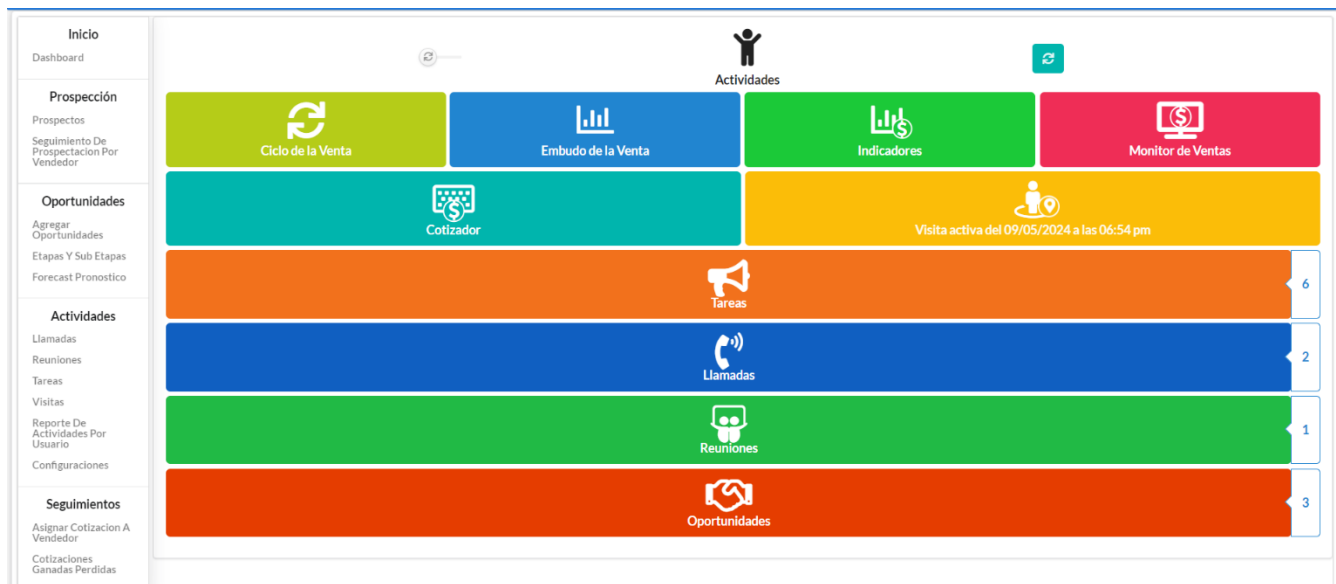 Inicio
Dashboard
Prospección
Prospectos
Seguimiento De
Prospectacion Por
Vendedor
Oportunidades
Agregar
Oportunidades
Etapas Y Sub Etapas
Forecast Pronostico
Actividades
Llamadas
Reuniones
Tareas
Visitas
Reporte De
Actividades Por
Usuario
Configuraciones
Seguimientos
Asignar Cotizacion A
Vendedor
Cotizaciones
Ganadas Perdidas
Actividades
Ciclo de la Venta
Embudo de la Venta
Indicadores
Monitor de Ventas
Cotizador
Visita activa del 09/05/2024 a las 06:54 pm
Tareas
6
Llamadas
2
Reuniones
1
Oportunidades
3